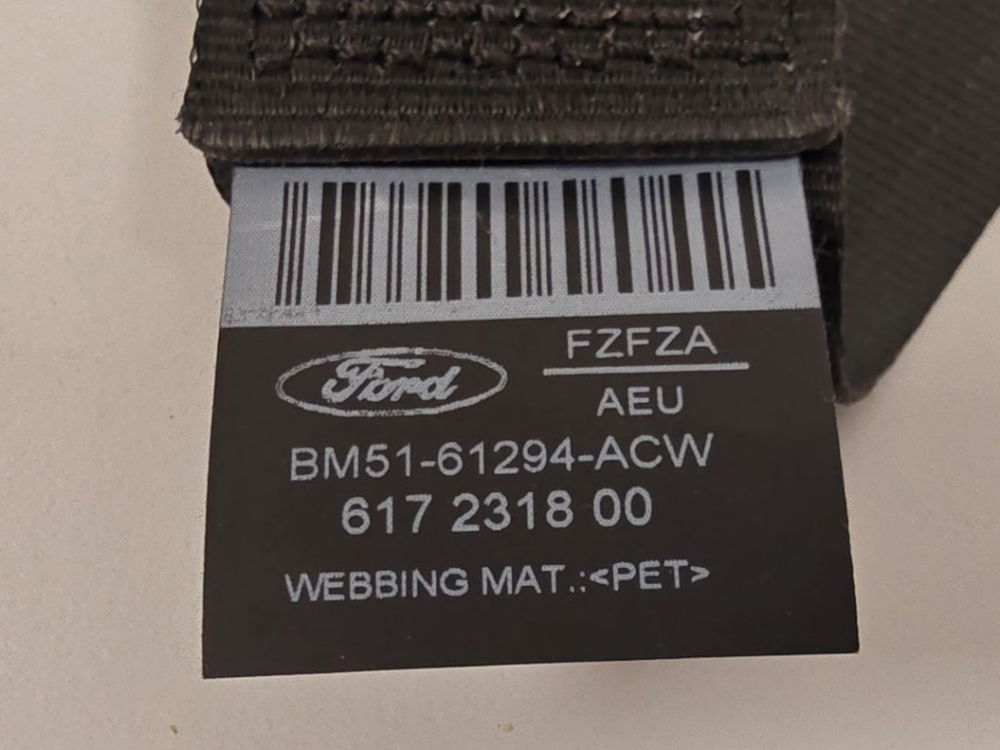 FZFZA
Ford
AEU
BM51-61294-ACW
617 2318 00
WEBBING MAT.:<PET>